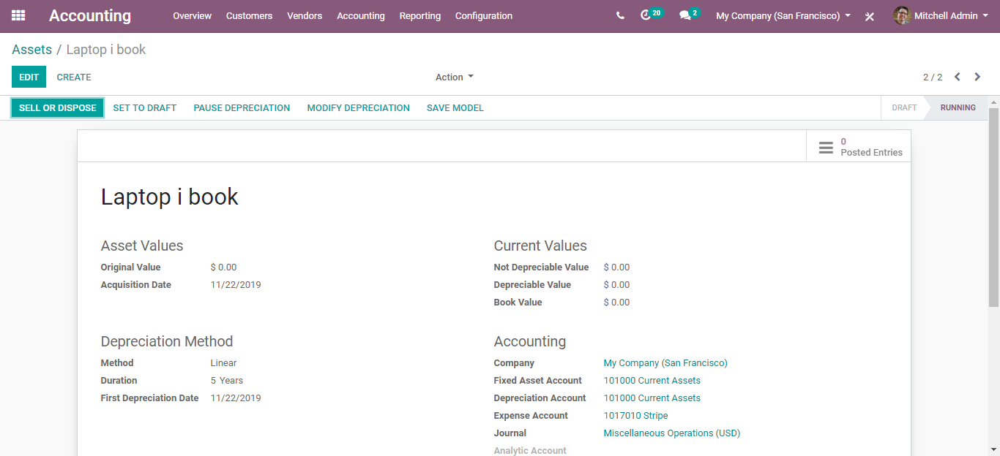 Accounting Overview Customers Vendors Accounting Reporting Configuration 20 2 My Company (San Francisco) Mitchell Admin
Assets / Laptop i book
EDIT CREATE Action 2 / 2
SELL OR DISPOSE SET TO DRAFT PAUSE DEPRECIATION MODIFY DEPRECIATION SAVE MODEL DRAFT RUNNING
0
Posted Entries
Laptop i book
Asset Values
Original Value $ 0.00
Acquisition Date 11/22/2019
Current Values
Not Depreciable Value $ 0.00
Depreciable Value $ 0.00
Book Value $ 0.00
Depreciation Method
Method Linear
Duration 5 Years
First Depreciation Date 11/22/2019
Accounting
Company My Company (San Francisco)
Fixed Asset Account 101000 Current Assets
Depreciation Account 101000 Current Assets
Expense Account 1017010 Stripe
Journal Miscellaneous Operations (USD)
Analytic Account